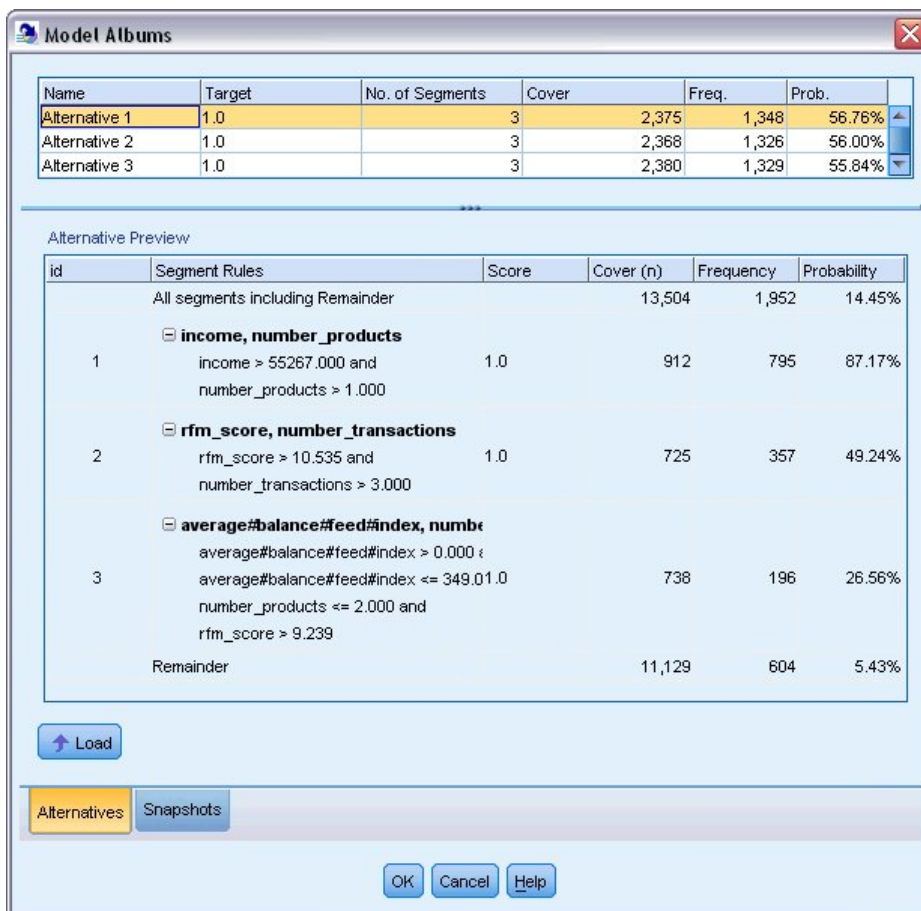 Model Albums
Name Target No. of Segments Cover Freq. Prob.
Alternative 1 1.0 3 2,375 1,348 56.76%
Alternative 2 1.0 3 2,368 1,326 56.00%
Alternative 3 1.0 3 2,380 1,329 55.84%
Alternative Preview
id Segment Rules Score Cover (n) Frequency Probability
All segments including Remainder 13,504 1,952 14.45%
income, number_products
income > 55267.000 and
1 1.0 912 795 87.17%
number_products > 1.000
rfm_score, number_transactions
rfm_score > 10.535 and
2 1.0 725 357 49.24%
number_transactions > 3.000
average#balance#feed#index, numbe
average#balance#feed#index > 0.000
average#balance#feed#index <= 349.0
3 1.0 738 196 26.56%
number_products <= 2.000 and
rfm_score > 9.239
Remainder 11,129 604 5.43%
Load
Alternatives Snapshots
OK Cancel Help